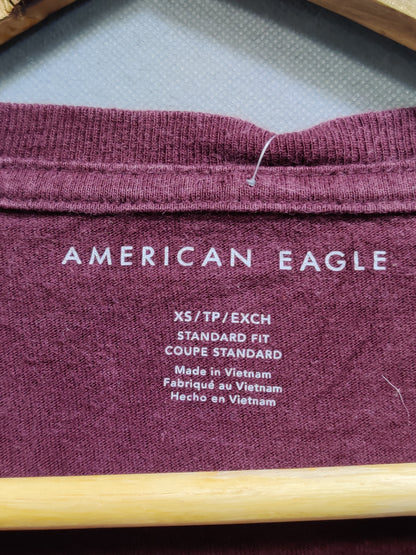 AMERICAN EAGLE
XS/TP/EXCH
STANDARD FIT
COUPE STANDARD
Made in Vietnam
Fabriqué au Vietnam
Hecho en Vietnam